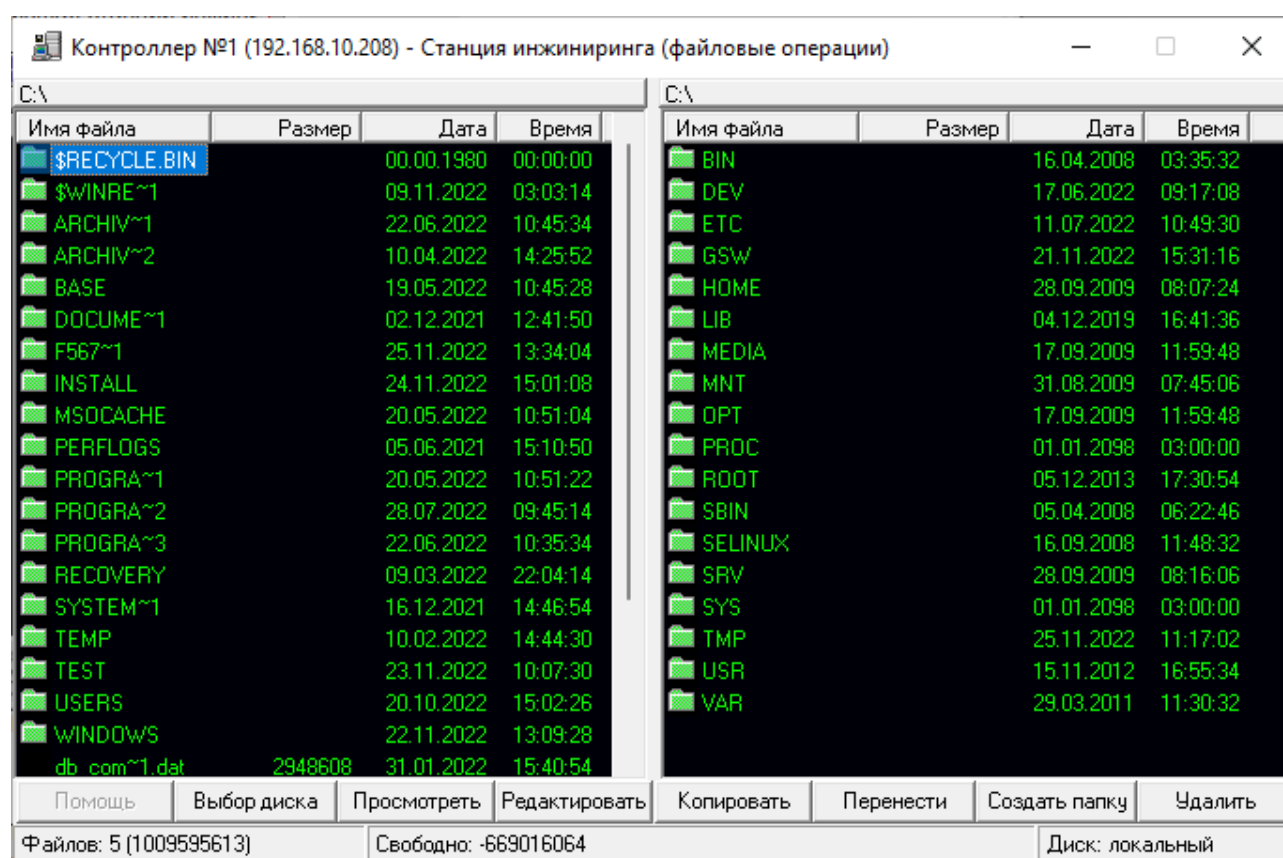 Контроллер №1 (192.168.10.208) - Станция инжиниринга (файловые операции)
C:\ C:\
Имя файла Размер Дата Время Имя файла Размер Дата Время
$RECYCLE.BIN 00.00.1980 00:00:00 BIN 16.04.2008 03:35:32
$WINRE~1 09.11.2022 03:03:14 DEV 17.06.2022 09:17:08
ARCHIV~1 22.06.2022 10:45:34 ETC 11.07.2022 10:49:30
ARCHIV~2 10.04.2022 14:25:52 GSW 21.11.2022 15:31:16
BASE 19.05.2022 10:45:28 HOME 28.09.2009 08:07:24
DOCUME~1 02.12.2021 12:41:50 LIB 04.12.2019 16:41:36
F567~1 25.11.2022 13:34:04 MEDIA 17.09.2009 11:59:48
INSTALL 24.11.2022 15:01:08 MNT 31.08.2009 07:45:06
MSOCACHE 20.05.2022 10:51:04 OPT 17.09.2009 11:59:48
PERFLOGS 05.06.2021 15:10:50 PROC 01.01.2098 03:00:00
PROGRA~1 20.05.2022 10:51:22 ROOT 05.12.2013 17:30:54
PROGRA~2 28.07.2022 09:45:14 SBIN 05.04.2008 06:22:46
PROGRA~3 22.06.2022 10:35:34 SELINUX 16.09.2008 11:48:32
RECOVERY 09.03.2022 22:04:14 SRV 28.09.2009 08:16:06
SYSTEM~1 16.12.2021 14:46:54 SYS 01.01.2098 03:00:00
TEMP 10.02.2022 14:44:30 TMP 25.11.2022 11:17:02
TEST 23.11.2022 10:07:30 USR 15.11.2012 16:55:34
USERS 20.10.2022 15:02:26 VAR 29.03.2011 11:30:32
WINDOWS 22.11.2022 13:09:28
db_com~1.dat 2948608 31.01.2022 15:40:54
Помощь Выбор диска Просмотреть Редактировать Копировать Перенести Создать папку Удалить
Файлов: 5 (1009595613) Свободно: -669016064 Диск: локальный